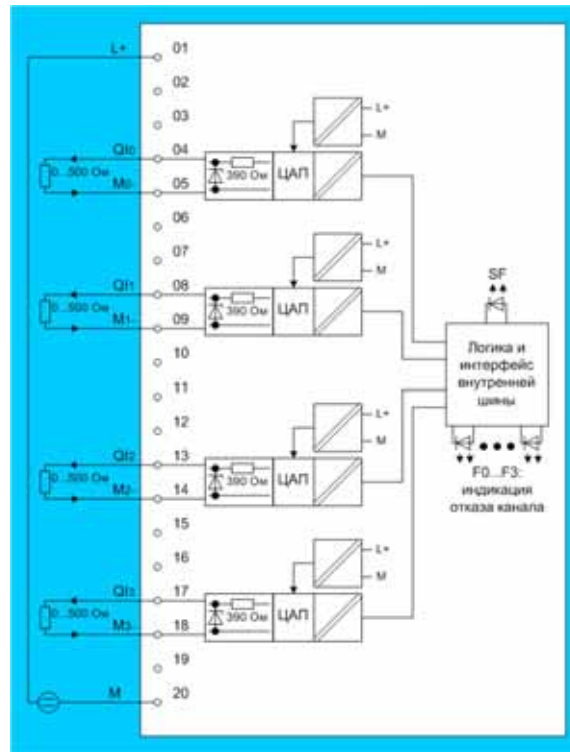 L+
01
02
03
L+
M
QI0
04
0...500 Ом
390 Ом
ЦАП
M0-
05
06
07
L+
M
QI1
08
0...500 Ом
390 Ом
ЦАП
M1-
09
SF
Логика и
интерфейс
внутренней
шины
10
11
12
L+
M
F0...F3:
индикация
отказа канала
QI2
13
0...500 Ом
390 Ом
ЦАП
M2-
14
15
16
L+
M
QI3
17
0...500 Ом
390 Ом
ЦАП
M3-
18
19
M
20